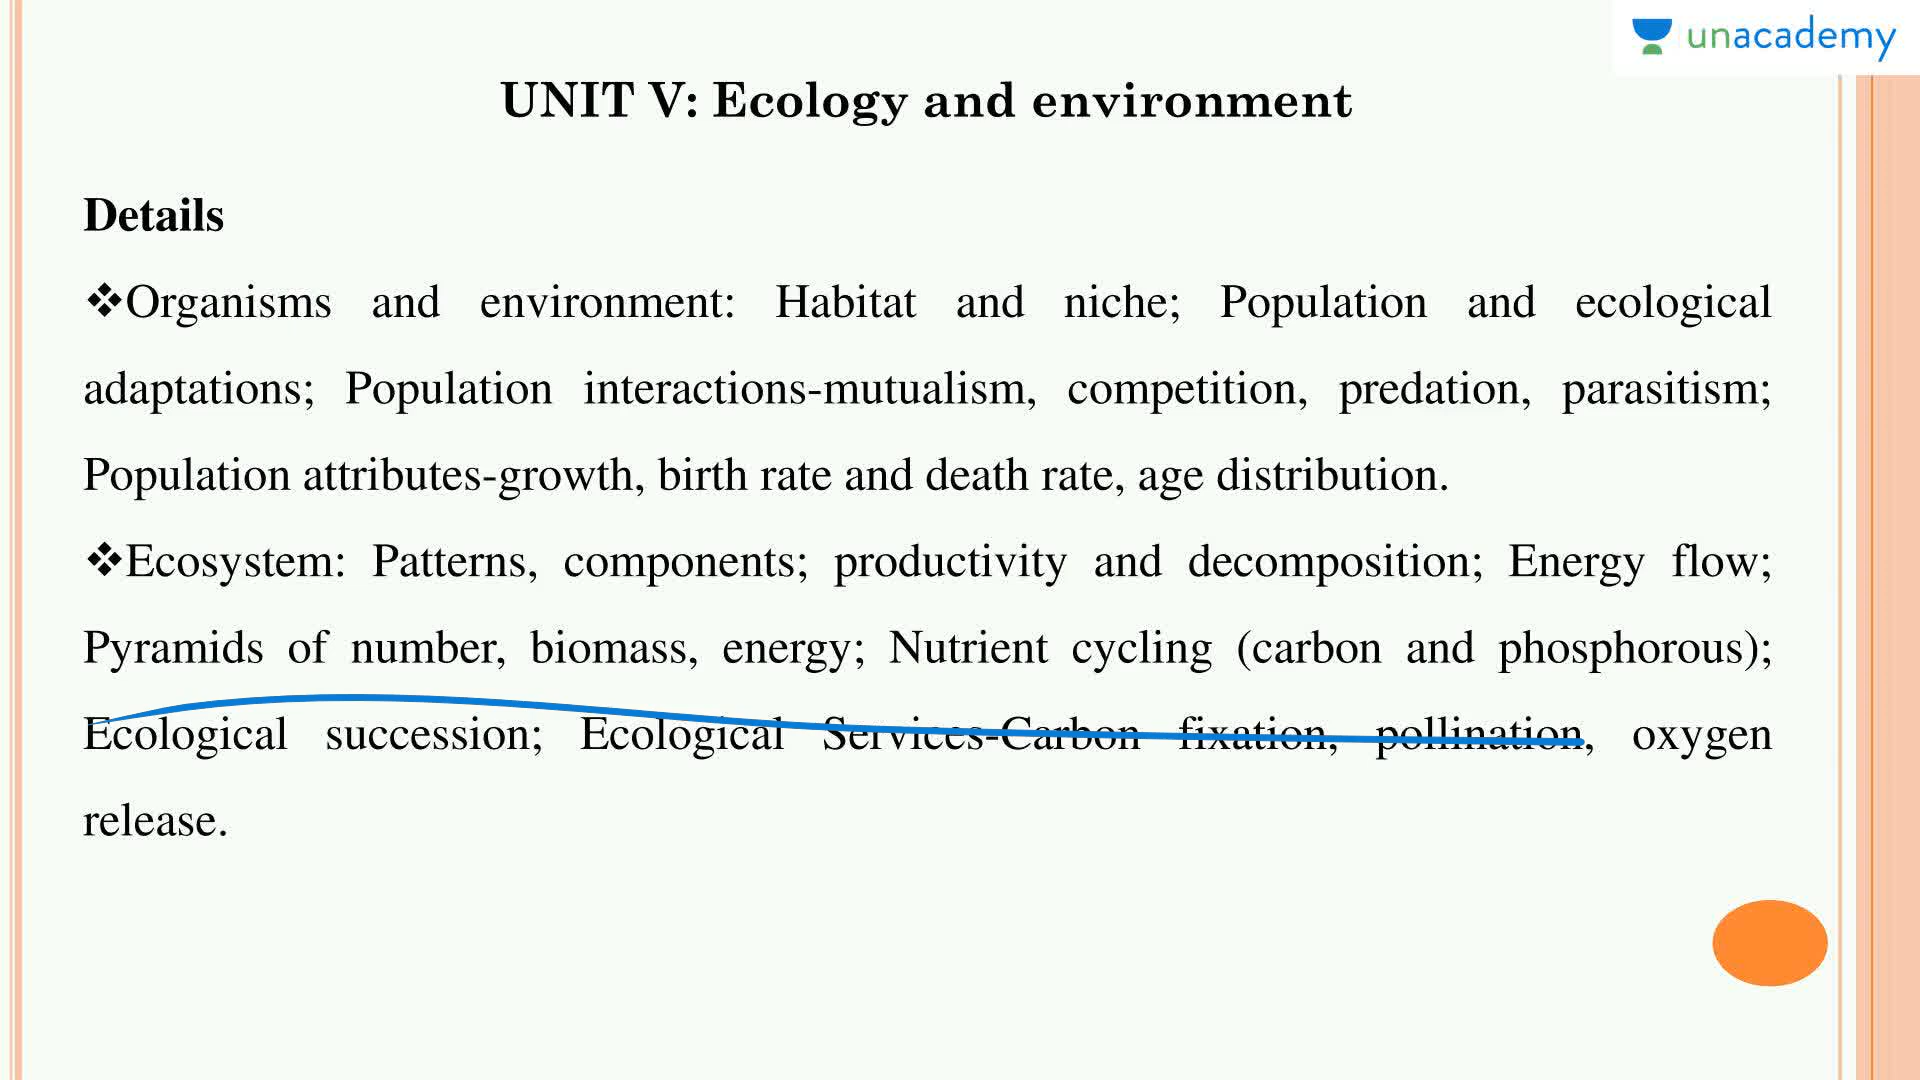 unacademy
UNIT V: Ecology and environment
Details
❖Organisms and environment: Habitat and niche; Population and ecological
adaptations; Population interactions-mutualism, competition, predation, parasitism;
Population attributes-growth, birth rate and death rate, age distribution.
❖Ecosystem: Patterns, components; productivity and decomposition; Energy flow;
Pyramids of number, biomass, energy; Nutrient cycling (carbon and phosphorous);
Ecological succession; Ecological Services-Carbon fixation, pollination, oxygen
release.